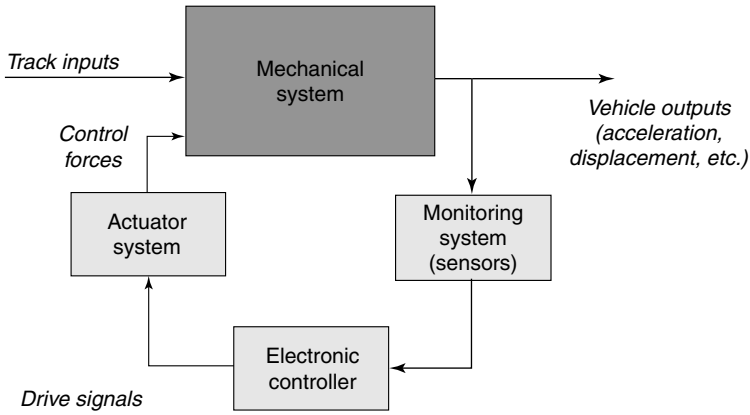 Track inputs
Mechanical
system
Vehicle outputs
(acceleration,
displacement, etc.)
Control
forces
Actuator
system
Monitoring
system
(sensors)
Electronic
controller
Drive signals